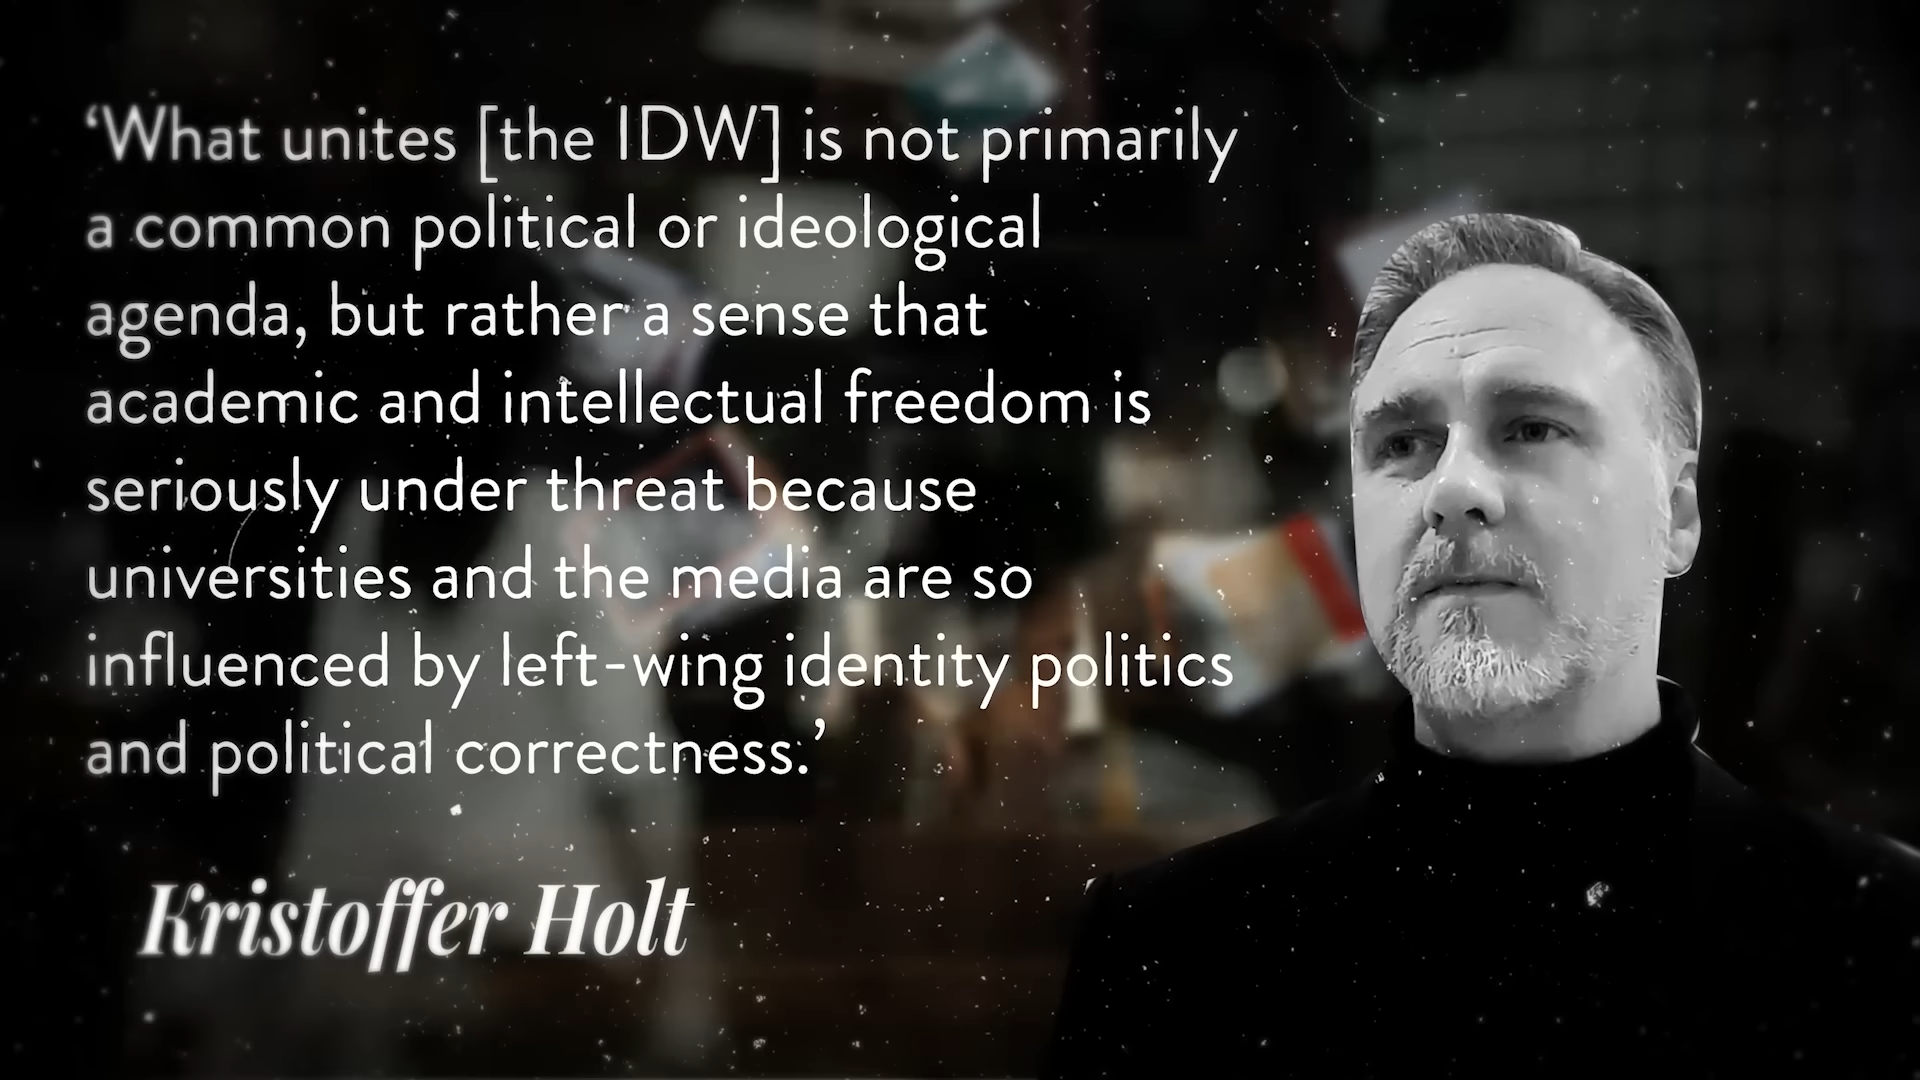 ‘What unites [the IDW] is not primarily
a common political or ideological
agenda, but rather a sense that
academic and intellectual freedom is
seriously under threat because
universities and the media are so
influenced by left-wing identity politics
and political correctness.’
Kristoffer Holt